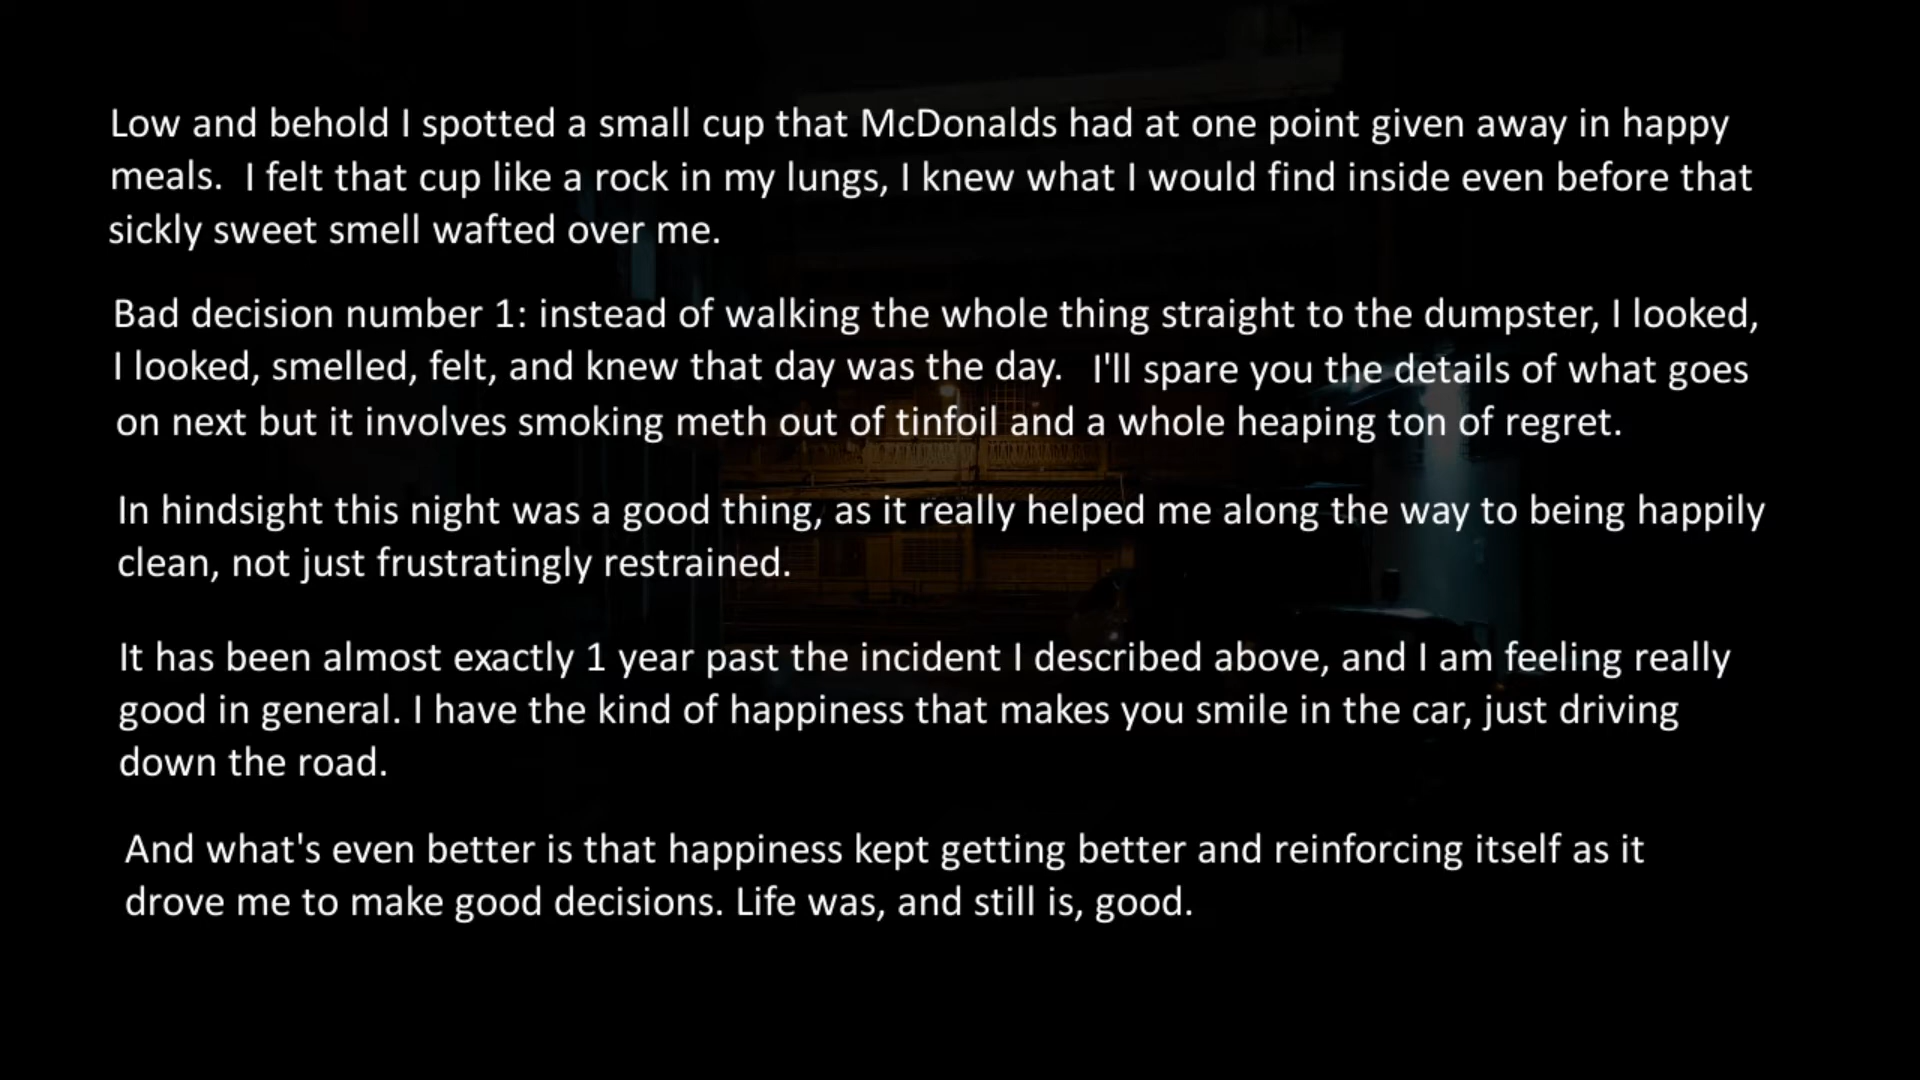 Low and behold I spotted a small cup that McDonalds had at one point given away in happy
meals.  I felt that cup like a rock in my lungs, I knew what I would find inside even before that
sickly sweet smell wafted over me.
Bad decision number 1: instead of walking the whole thing straight to the dumpster, I looked,
I looked, smelled, felt, and knew that day was the day.   I'll spare you the details of what goes
on next but it involves smoking meth out of tinfoil and a whole heaping ton of regret.
In hindsight this night was a good thing, as it really helped me along the way to being happily
clean, not just frustratingly restrained.
It has been almost exactly 1 year past the incident I described above, and I am feeling really
good in general. I have the kind of happiness that makes you smile in the car, just driving
down the road.
And what's even better is that happiness kept getting better and reinforcing itself as it
drove me to make good decisions. Life was, and still is, good.